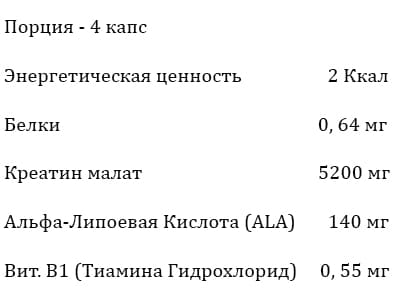 Порция - 4 капс
Энергетическая ценность 2 Ккал
Белки 0, 64 мг
Креатин малат 5200 мг
Альфа-Липоевая Кислота (ALA) 140 мг
Вит. B1 (Тиамина Гидрохлорид) 0, 55 мг